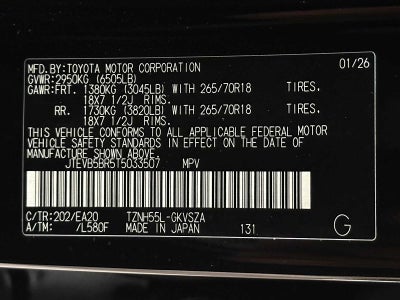 MFD.BY:TOYOTA MOTOR CORPORATION 01/26
GVWR:2950KG (6505LB)
GAWR:FRT. 1380KG (3045LB) WITH 265/70R18 TIRES.
18X7 1/2J RIMS.
RR. 1730KG (3820LB) WITH 265/70R18 TIRES.
18X7 1/2J RIMS.
THIS VEHICLE CONFORMS TO ALL APPLICABLE FEDERAL MOTOR
VEHICLE SAFETY STANDARDS IN EFFECT ON THE DATE OF
MANUFACTURE SHOWN ABOVE.
JTEVB5BR5T5033507 MPV
C/TR:202/EA20 TZNH55L-GKVSZA
A/TM: /L580F MADE IN JAPAN 131 G